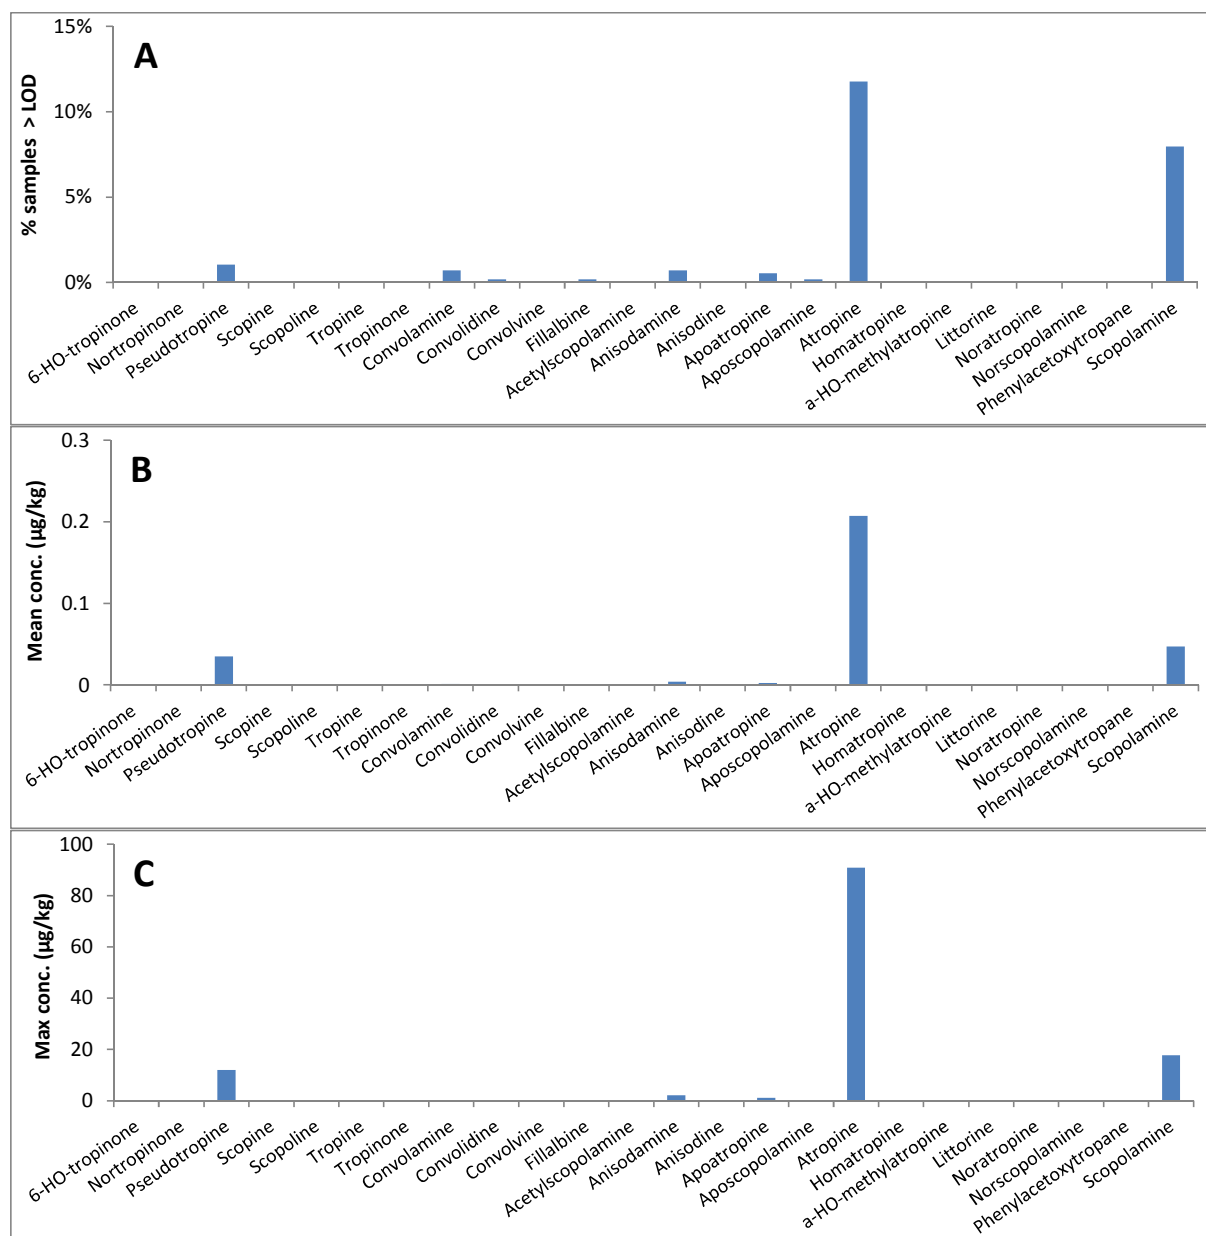 A
% samples > LOD
15%
10%
5%
0%
6-HO-tropinone
Nortropinone
Pseudotropine
Scopine
Scopoline
Tropine
Tropinone
Convolamine
Convolidine
Convolvine
Fillalbine
Acetylscopolamine
Anisodamine
Anisodine
Apoatropine
Aposcopolamine
Atropine
Homatropine
a-HO-methylatropine
Littorine
Noratropine
Norscopolamine
Phenylacetoxytropane
Scopolamine
B
Mean conc. (µg/kg)
0.3
0.2
0.1
0
6-HO-tropinone
Nortropinone
Pseudotropine
Scopine
Scopoline
Tropine
Tropinone
Convolamine
Convolidine
Convolvine
Fillalbine
Acetylscopolamine
Anisodamine
Anisodine
Apoatropine
Aposcopolamine
Atropine
Homatropine
a-HO-methylatropine
Littorine
Noratropine
Norscopolamine
Phenylacetoxytropane
Scopolamine
C
Max conc. (µg/kg)
100
80
60
40
20
0
6-HO-tropinone
Nortropinone
Pseudotropine
Scopine
Scopoline
Tropine
Tropinone
Convolamine
Convolidine
Convolvine
Fillalbine
Acetylscopolamine
Anisodamine
Anisodine
Apoatropine
Aposcopolamine
Atropine
Homatropine
a-HO-methylatropine
Littorine
Noratropine
Norscopolamine
Phenylacetoxytropane
Scopolamine